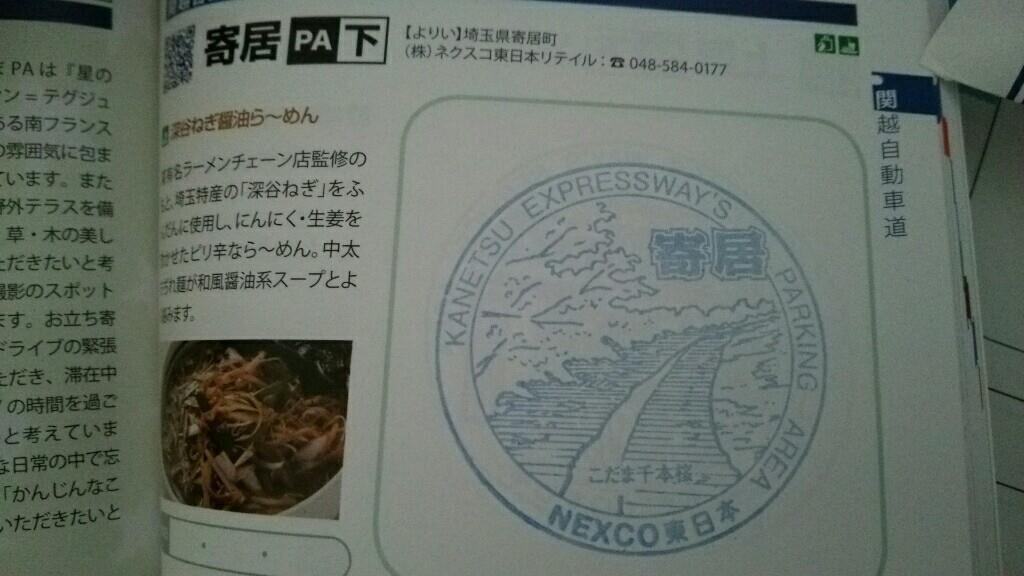 寄居 PA 下
【よりい】埼玉県寄居町
(株)ネクスコ東日本リテイル：☎ 048-584-0177
関越自動車道
PAは『星の
ン＝テグジュ
る南フランス
の雰囲気に包ま
ています。また
野外テラスを備
草・木の美し
ただきたいと考
撮影のスポット
ます。お立ち寄
ドライブの緊張
ただき、滞在中
の時間を過ご
と考えていま
な日常の中で忘
「かんじんなこ
いただきたいと
深谷ねぎ醤油ら〜めん
有名ラーメンチェーン店監修の
埼玉特産の「深谷ねぎ」をふ
んだんに使用し、にんにく・生姜を
かせたピリ辛なら〜めん。中太
れ麺が和風醤油系スープとよ
みます。
KANETSU EXPRESSWAY'S PARKING AREA
寄居
こだま千本桜
NEXCO東日本